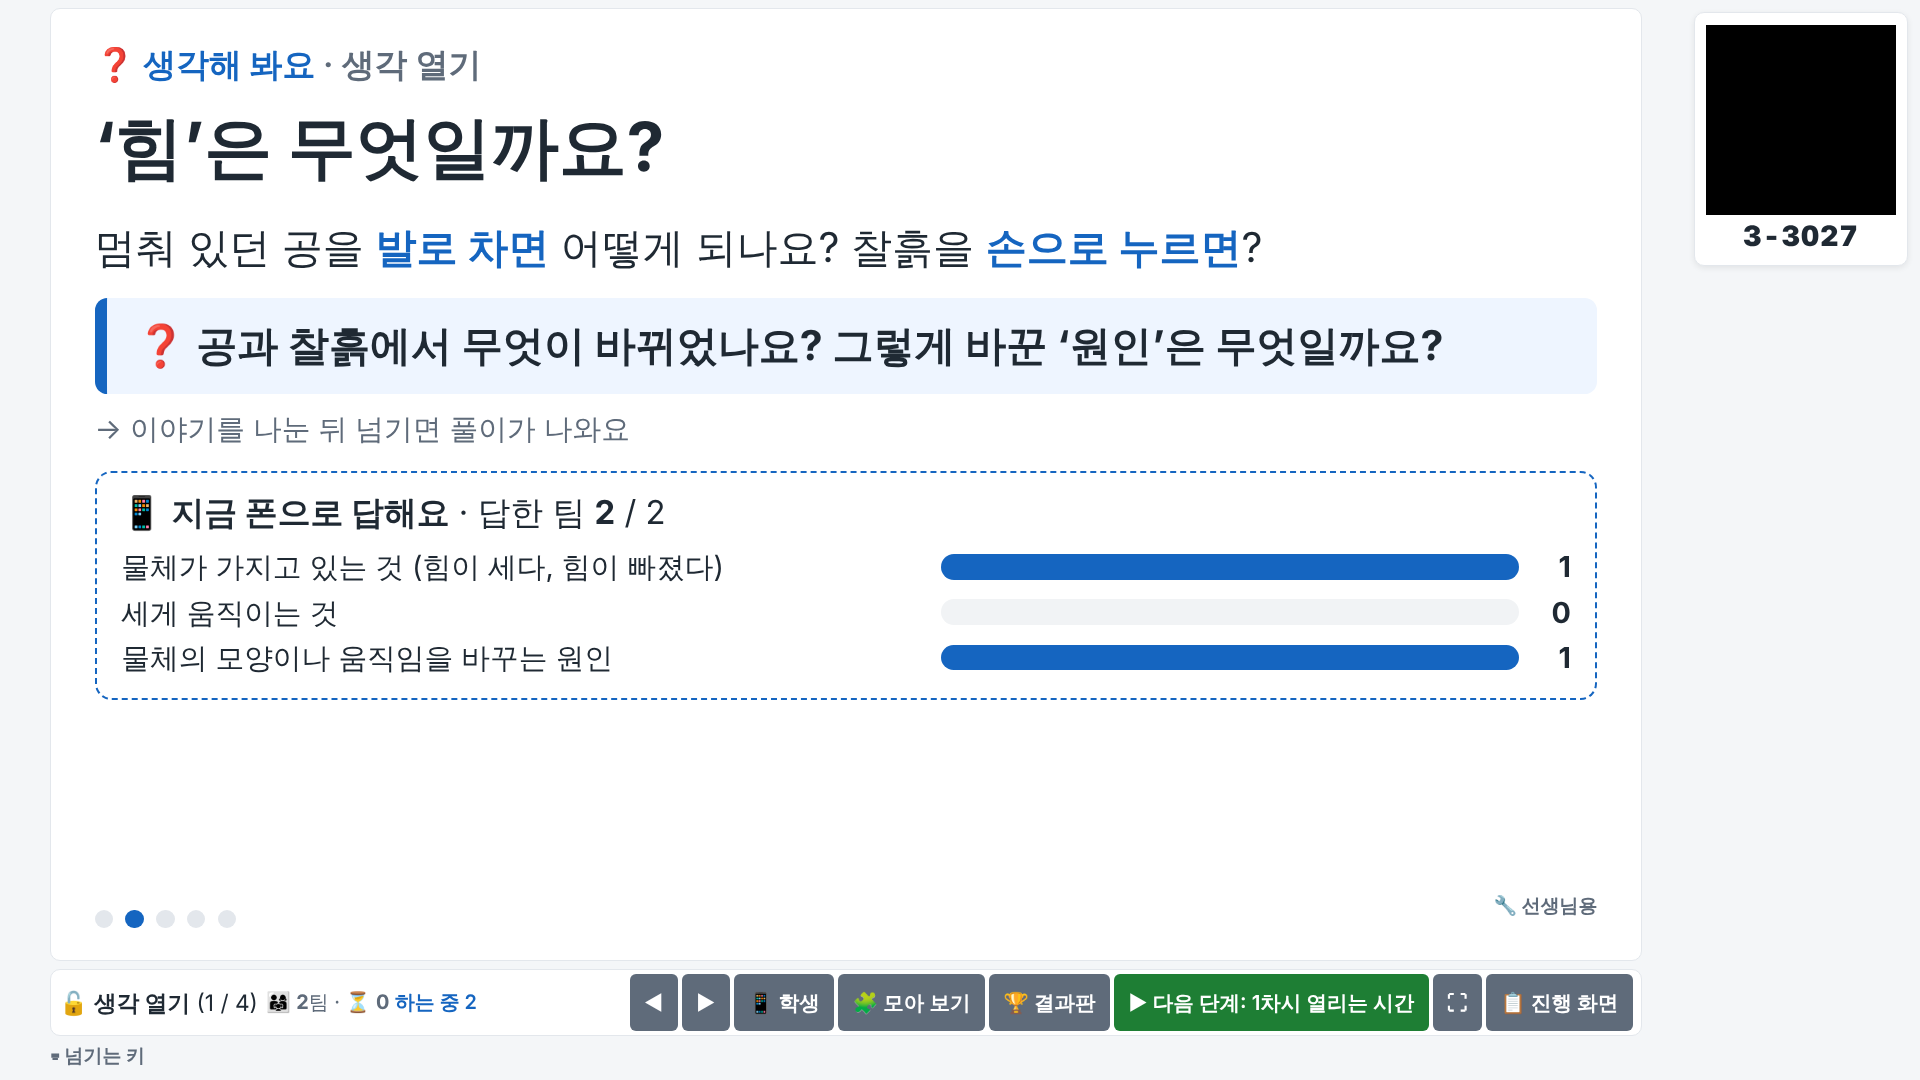 ❓ 생각해 봐요 · 생각 열기
‘힘’은 무엇일까요?
멈춰 있던 공을 발로 차면 어떻게 되나요? 찰흙을 손으로 누르면?
❓ 공과 찰흙에서 무엇이 바뀌었나요? 그렇게 바꾼 ‘원인’은 무엇일까요?
→ 이야기를 나눈 뒤 넘기면 풀이가 나와요
📱 지금 폰으로 답해요 · 답한 팀 2 / 2
물체가 가지고 있는 것 (힘이 세다, 힘이 빠졌다) 1
세게 움직이는 것 0
물체의 모양이나 움직임을 바꾸는 원인 1
🔧 선생님용
🔓 생각 열기 (1 / 4) 👨‍👩‍👧 2팀 · ⏳ 0 하는 중 2
◀ ▶ 📱 학생 🧩 모아 보기 🏆 결과판 ▶ 다음 단계: 1차시 열리는 시간 ⛶ 📋 진행 화면
넘기는 키
3-3027